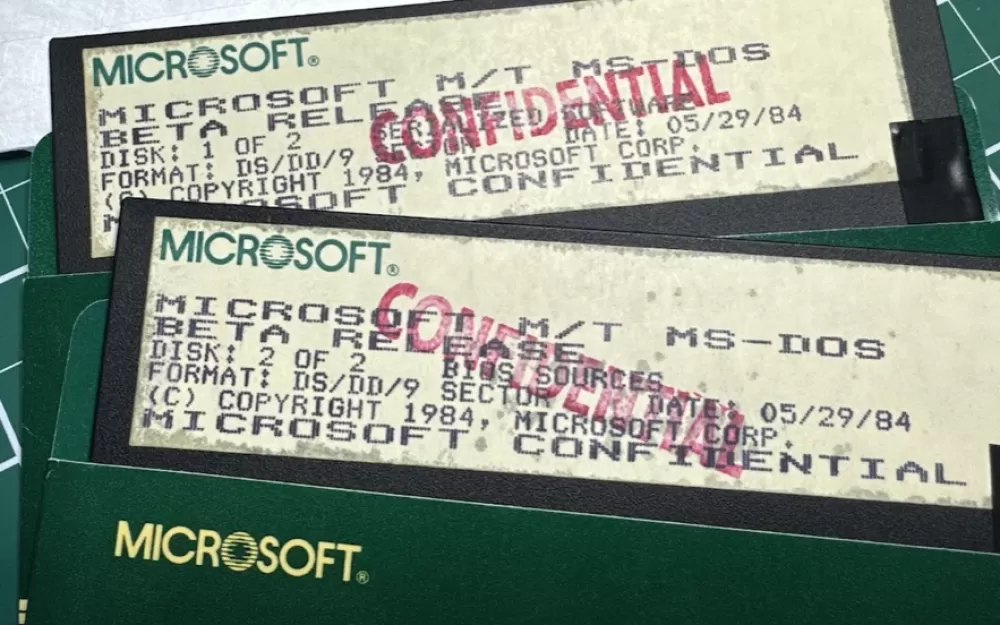 MICROSOFT®
MICROSOFT M/T MS-DOS
BETA RELEASE
CONFIDENTIAL
DISK: 1 OF 2 SERIALIZED SOFTWARE
FORMAT: DS/DD/9 SECTOR DATE: 05/29/84
(C) COPYRIGHT 1984, MICROSOFT CORP.
MICROSOFT CONFIDENTIAL
MICROSOFT®
MICROSOFT M/T MS-DOS
BETA RELEASE
CONFIDENTIAL
DISK: 2 OF 2 BIOS SOURCES
FORMAT: DS/DD/9 SECTOR DATE: 05/29/84
(C) COPYRIGHT 1984, MICROSOFT CORP.
MICROSOFT CONFIDENTIAL
MICROSOFT®